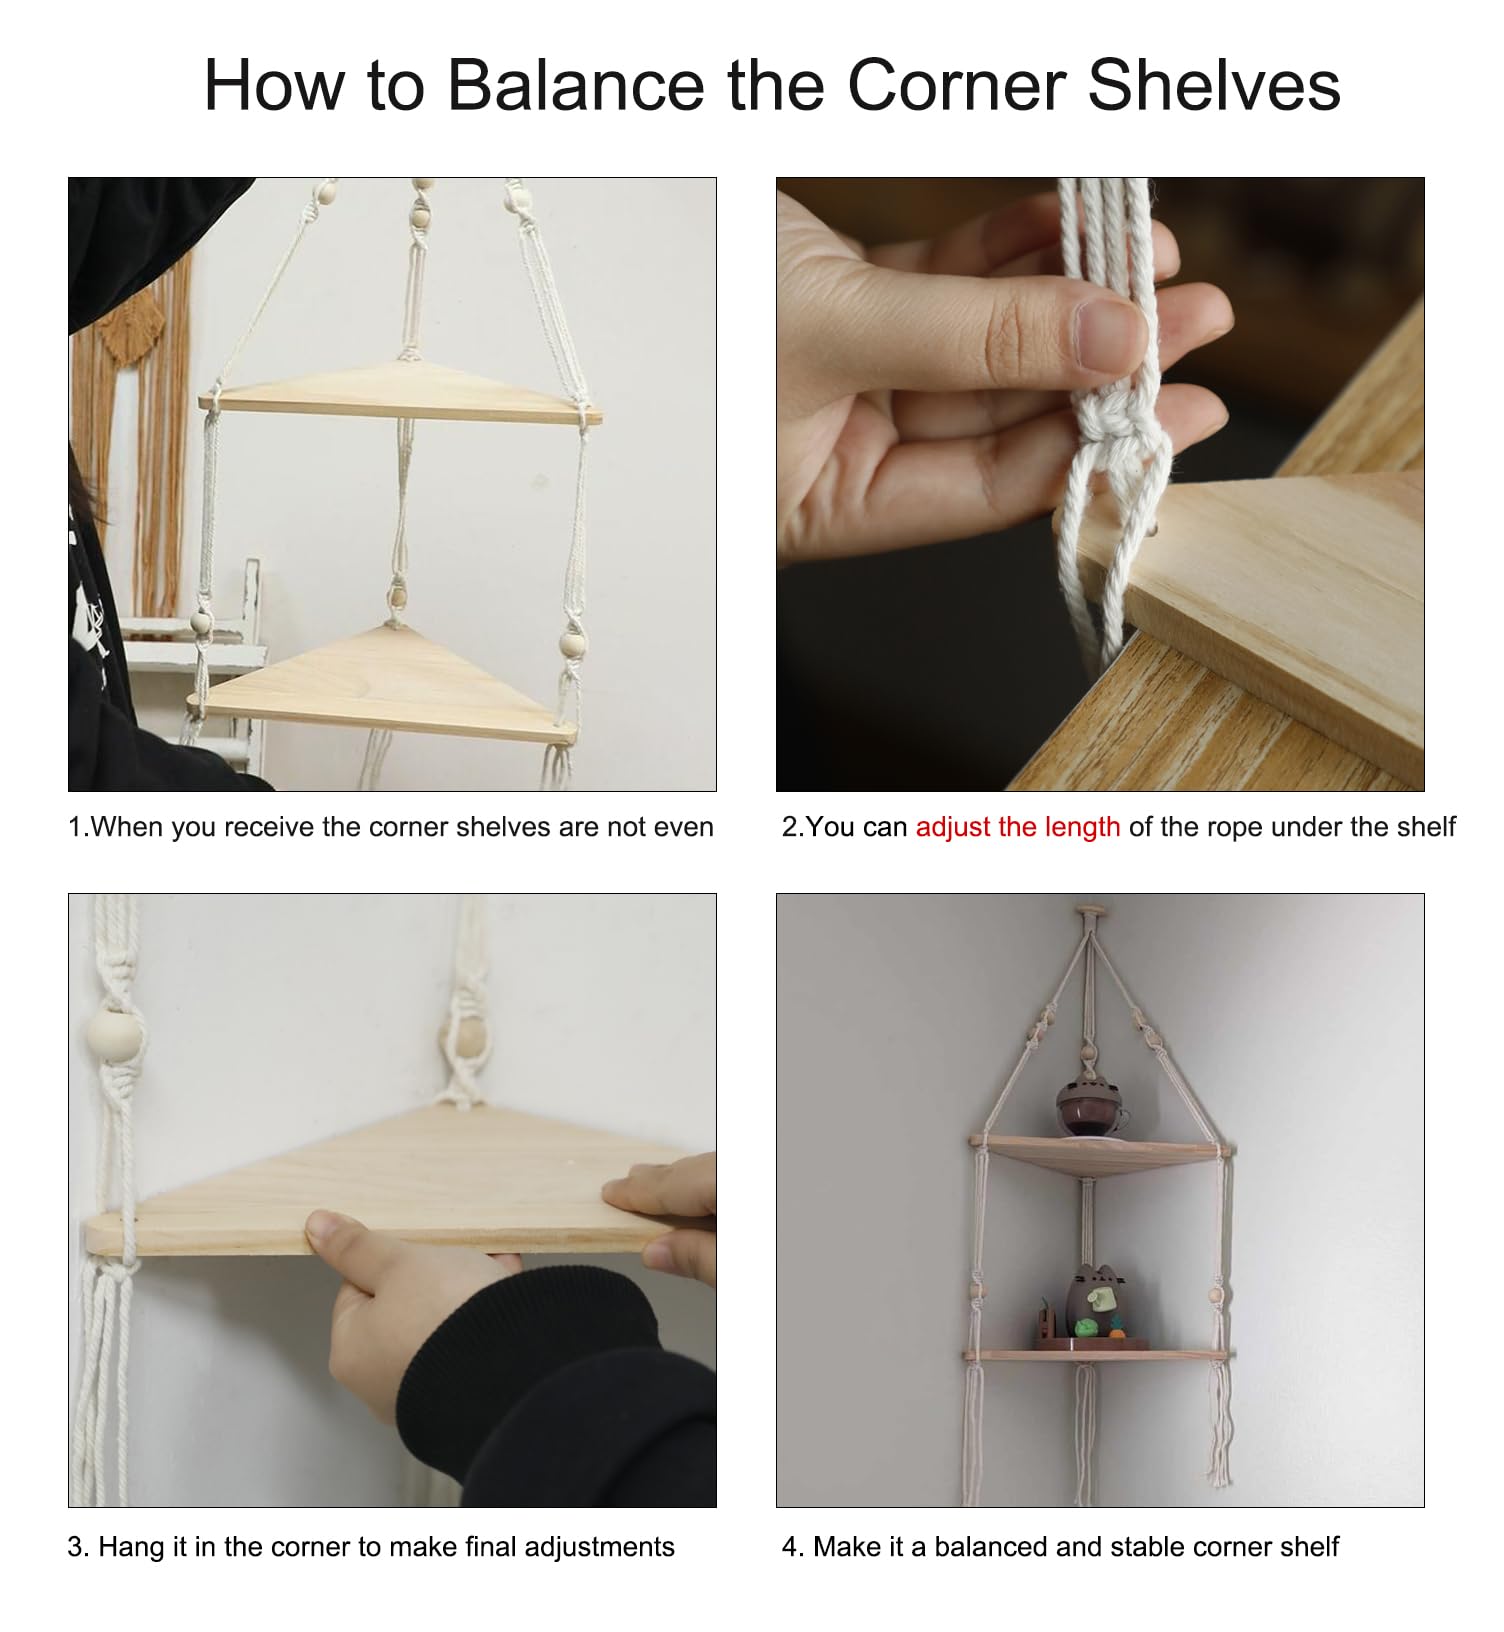 How to Balance the Corner Shelves
1.When you receive the corner shelves are not even
2.You can adjust the length of the rope under the shelf
3. Hang it in the corner to make final adjustments
4. Make it a balanced and stable corner shelf